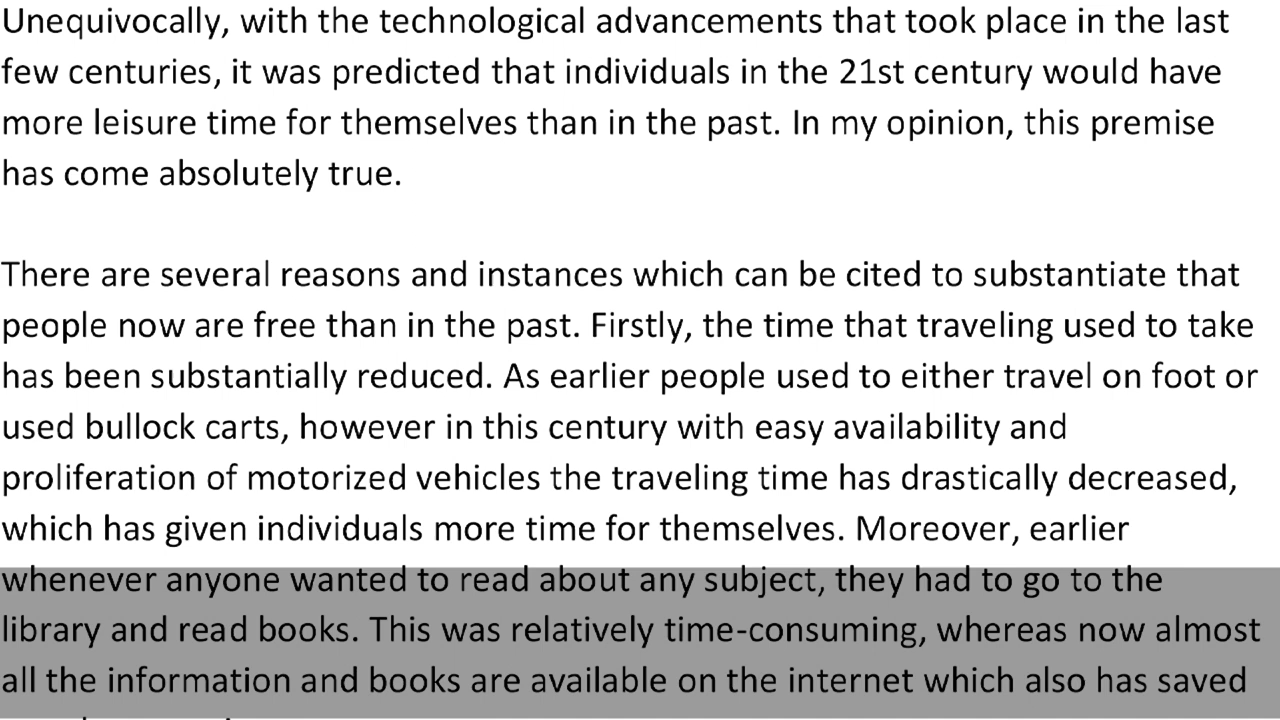 Unequivocally, with the technological advancements that took place in the last
few centuries, it was predicted that individuals in the 21st century would have
more leisure time for themselves than in the past. In my opinion, this premise
has come absolutely true.
There are several reasons and instances which can be cited to substantiate that
people now are free than in the past. Firstly, the time that traveling used to take
has been substantially reduced. As earlier people used to either travel on foot or
used bullock carts, however in this century with easy availability and
proliferation of motorized vehicles the traveling time has drastically decreased,
which has given individuals more time for themselves. Moreover, earlier
whenever anyone wanted to read about any subject, they had to go to the
library and read books. This was relatively time-consuming, whereas now almost
all the information and books are available on the internet which also has saved